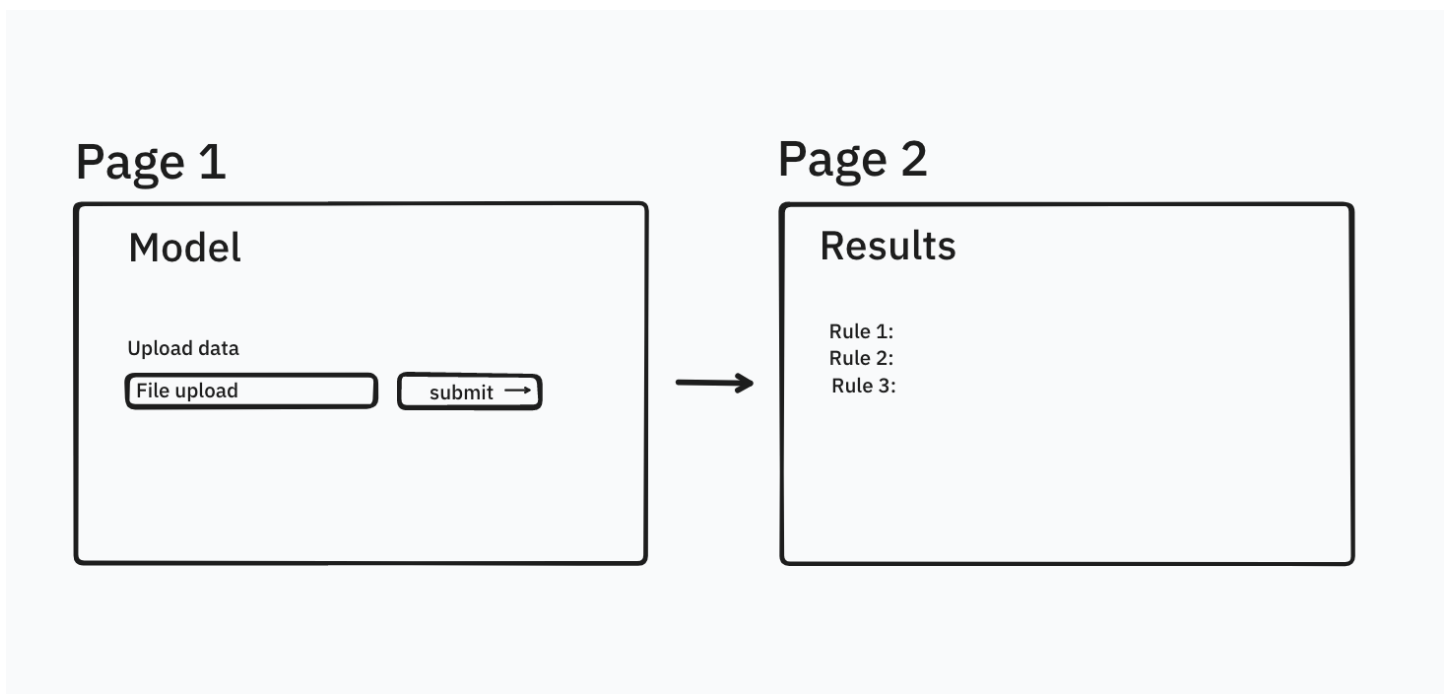 Page 1
Model
Upload data
File upload
submit
Page 2
Results
Rule 1:
Rule 2:
Rule 3: